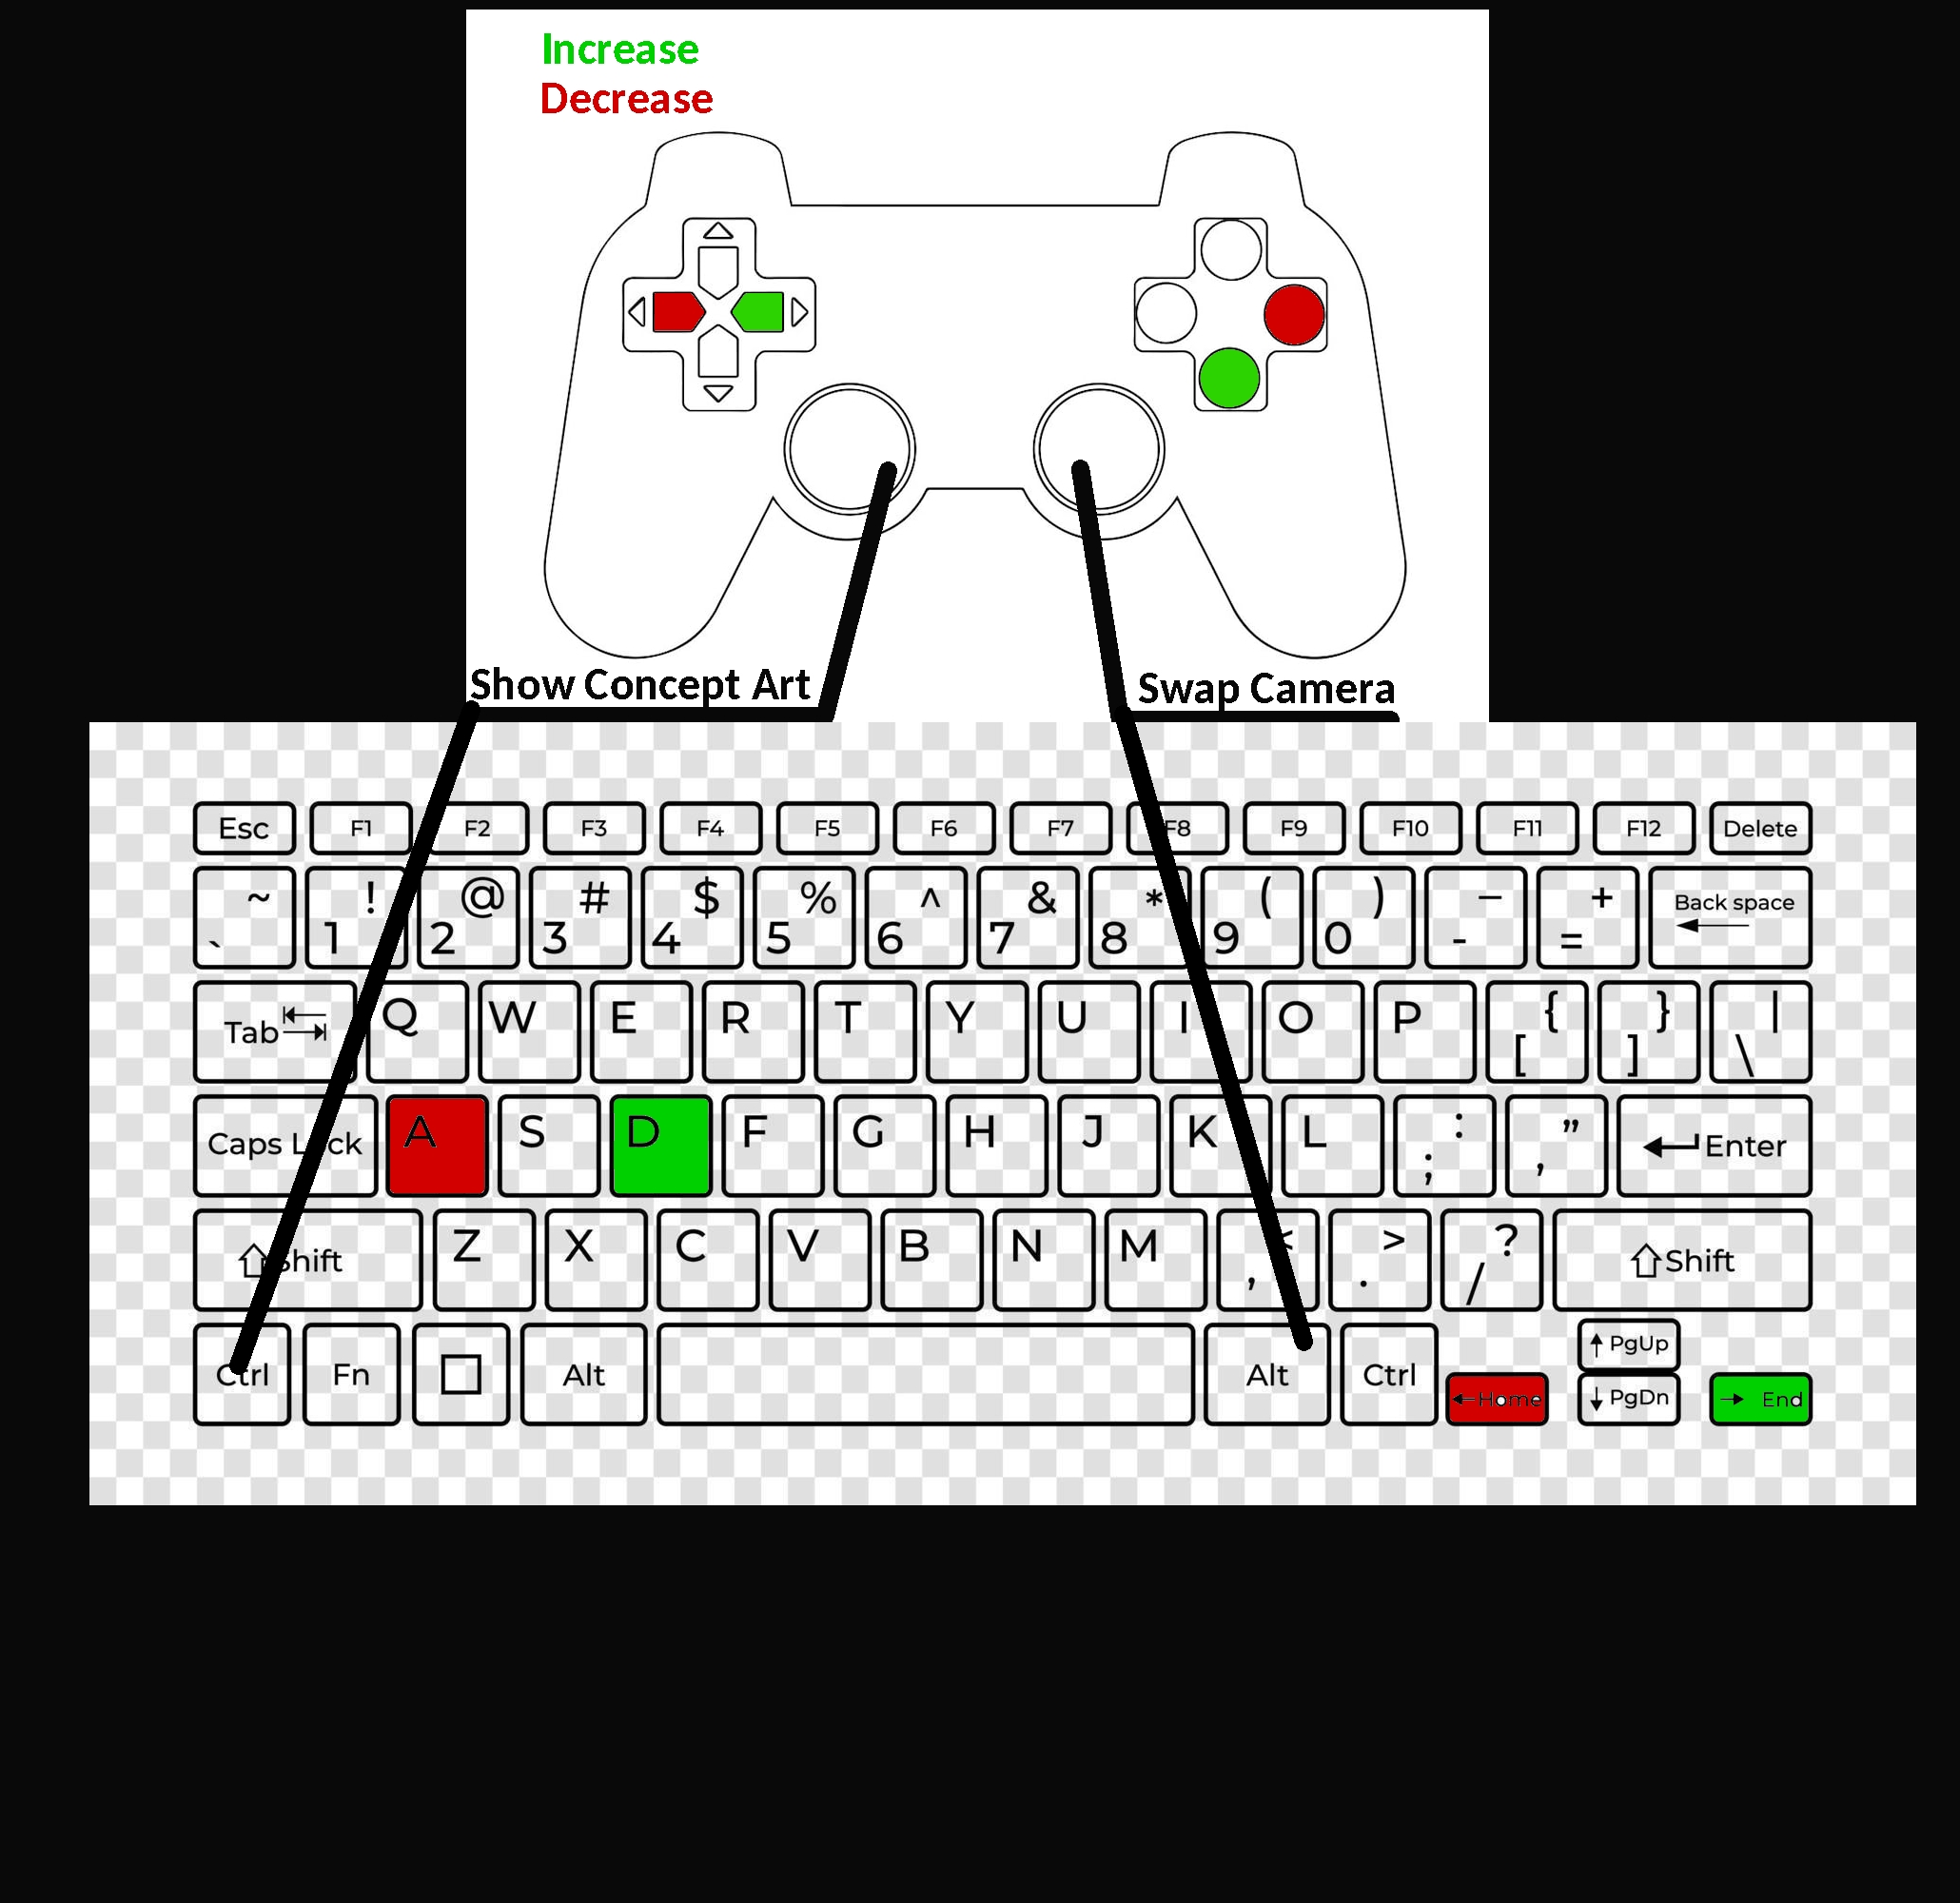 Increase
Decrease
Show Concept Art
Swap Camera
Esc F1 F2 F3 F4 F5 F6 F7 F8 F9 F10 F11 F12 Delete
~ ! @ # $ % ^ & * ( ) – + Back space
` 1 2 3 4 5 6 7 8 9 0 - =
Tab Q W E R T Y U I O P { } |
[ ] \
Caps Lock A S D F G H J K L : ” Enter
; ,
Shift Z X C V B N M < > ? Shift
, . /
Ctrl Fn Alt Alt Ctrl ←Home ↑ PgUp
↓ PgDn → End